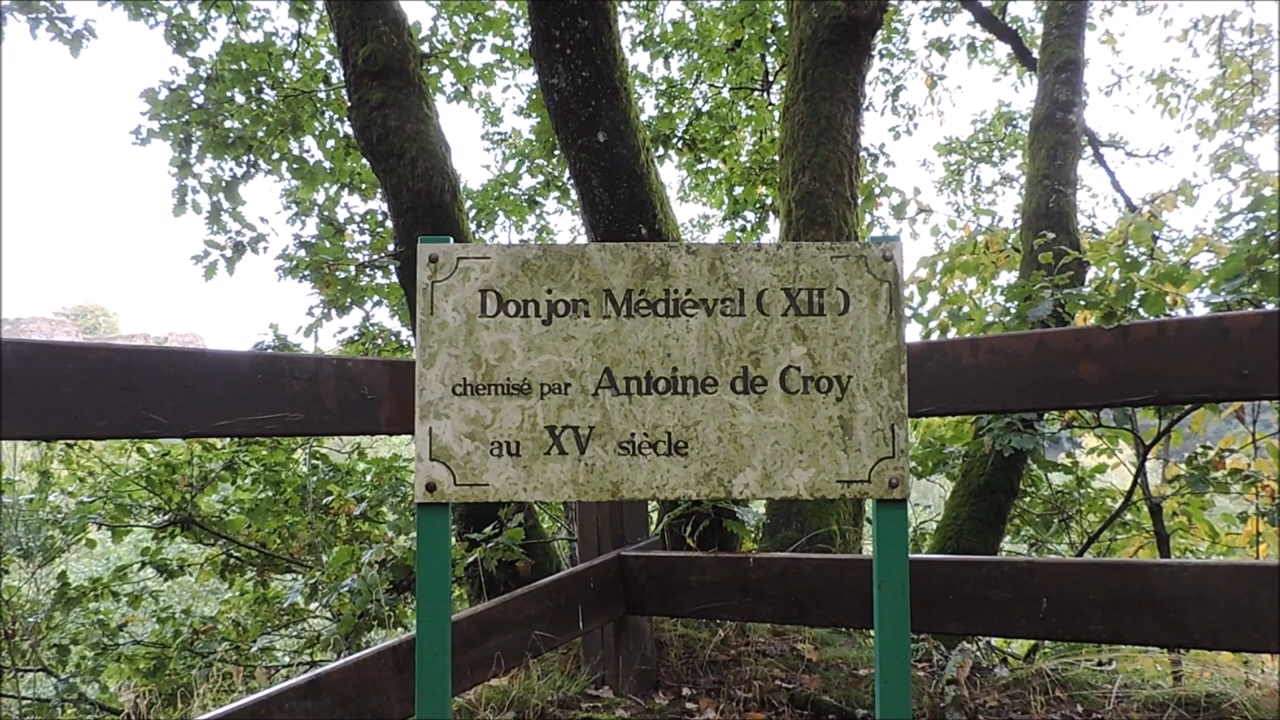 Donjon Médiéval ( XII )
chemisé par Antoine de Croy
au XV siècle